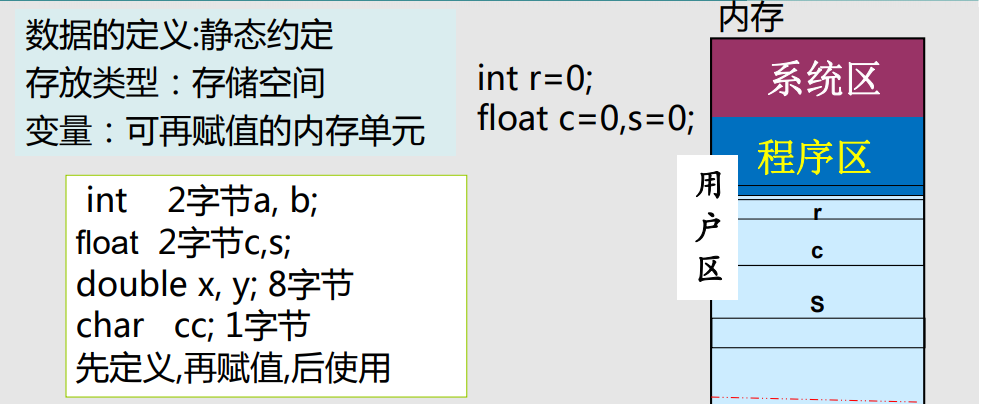 数据的定义:静态约定
存放类型：存储空间
变量：可再赋值的内存单元
int 2字节a, b;
float 2字节c,s;
double x, y; 8字节
char cc; 1字节
先定义,再赋值,后使用
int r=0;
float c=0,s=0;
内存
系统区
程序区
用户区
r
c
S